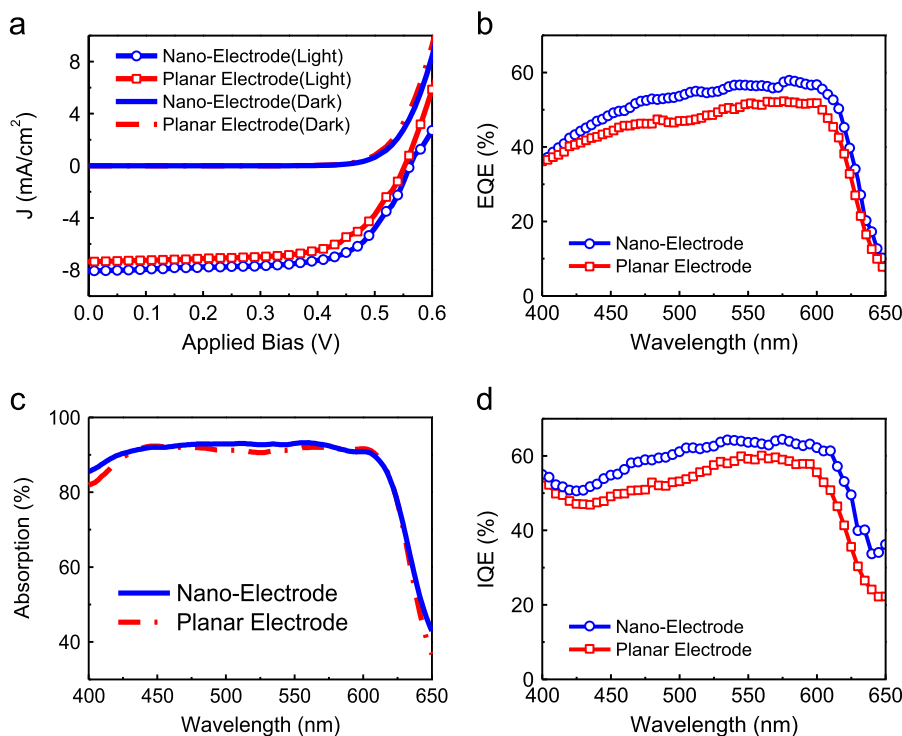 a
8
4
0
-4
-8
J (mA/cm²)
Nano-Electrode(Light)
Planar Electrode(Light)
Nano-Electrode(Dark)
Planar Electrode(Dark)
0.0 0.1 0.2 0.3 0.4 0.5 0.6
Applied Bias (V)
b
60
40
20
0
EQE (%)
Nano-Electrode
Planar Electrode
400 450 500 550 600 650
Wavelength (nm)
c
100
80
60
40
Absorption (%)
Nano-Electrode
Planar Electrode
400 450 500 550 600 650
Wavelength (nm)
d
60
40
20
0
IQE (%)
Nano-Electrode
Planar Electrode
400 450 500 550 600 650
Wavelength (nm)